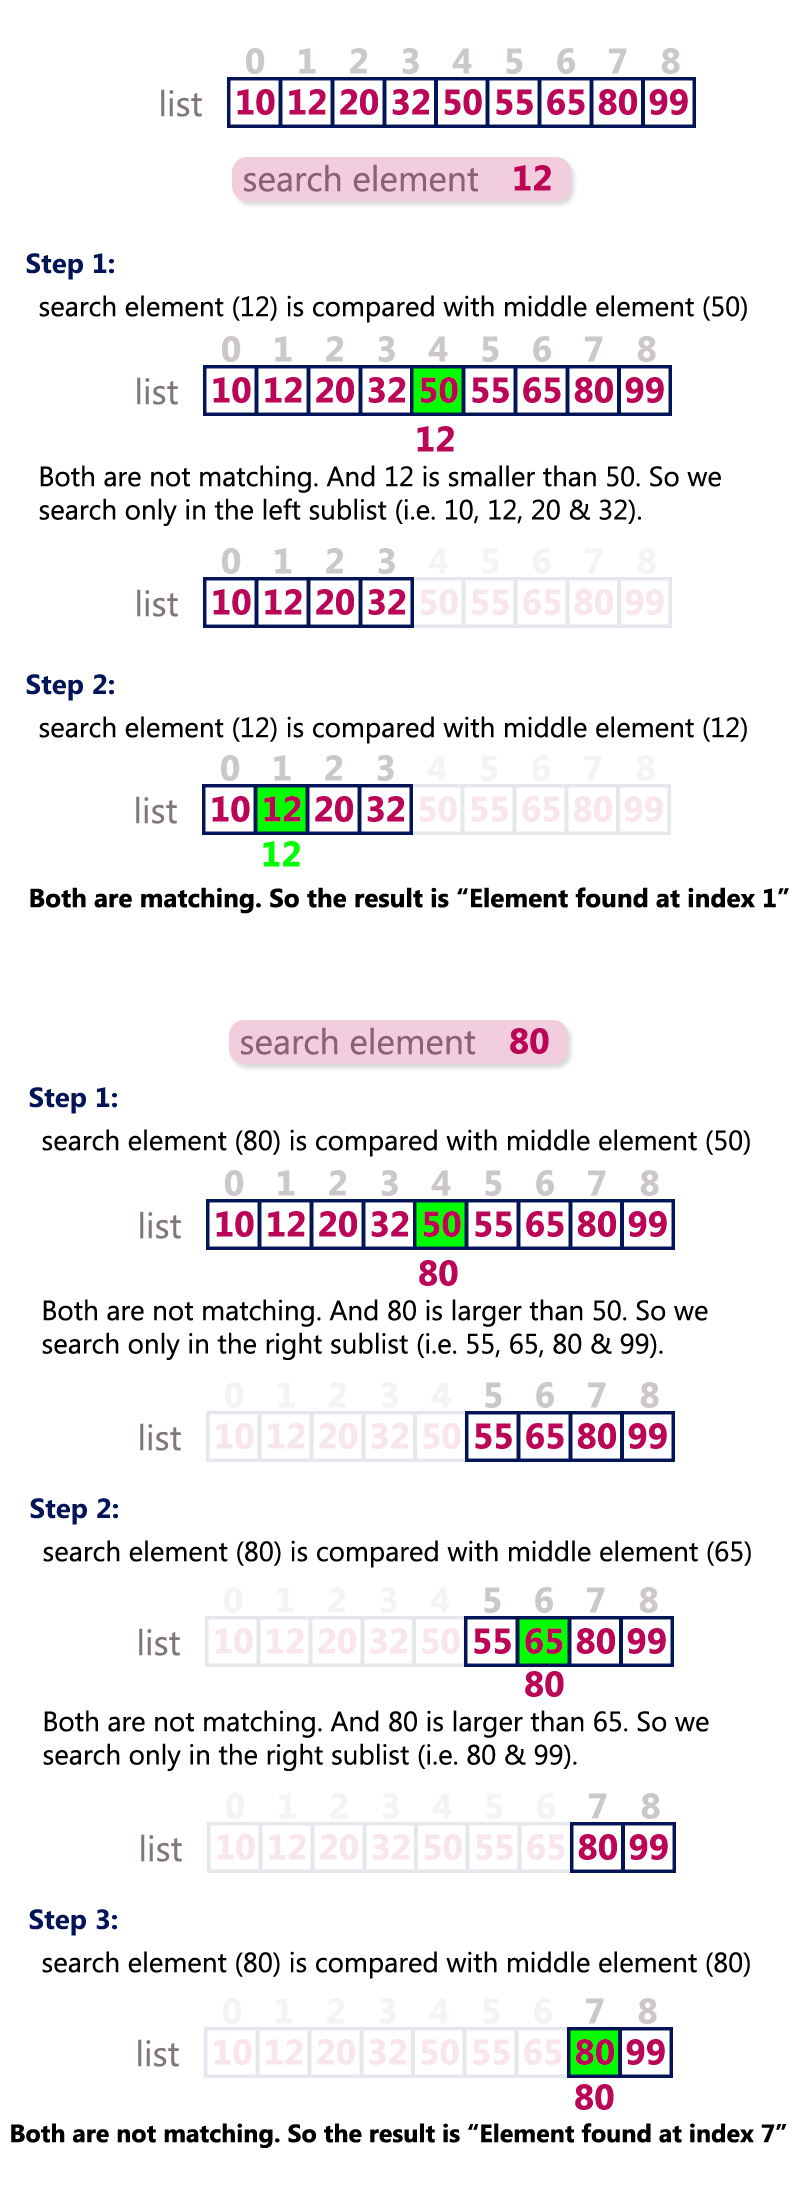 0 1 2 3 4 5 6 7 8
list 10 12 20 32 50 55 65 80 99
search element 12
Step 1:
search element (12) is compared with middle element (50)
0 1 2 3 4 5 6 7 8
list 10 12 20 32 50 55 65 80 99
12
Both are not matching. And 12 is smaller than 50. So we
search only in the left sublist (i.e. 10, 12, 20 & 32).
0 1 2 3 4 5 6 7 8
list 10 12 20 32 50 55 65 80 99
Step 2:
search element (12) is compared with middle element (12)
0 1 2 3 4 5 6 7 8
list 10 12 20 32 50 55 65 80 99
12
Both are matching. So the result is “Element found at index 1”
search element 80
Step 1:
search element (80) is compared with middle element (50)
0 1 2 3 4 5 6 7 8
list 10 12 20 32 50 55 65 80 99
80
Both are not matching. And 80 is larger than 50. So we
search only in the right sublist (i.e. 55, 65, 80 & 99).
0 1 2 3 4 5 6 7 8
list 10 12 20 32 50 55 65 80 99
Step 2:
search element (80) is compared with middle element (65)
0 1 2 3 4 5 6 7 8
list 10 12 20 32 50 55 65 80 99
80
Both are not matching. And 80 is larger than 65. So we
search only in the right sublist (i.e. 80 & 99).
0 1 2 3 4 5 6 7 8
list 10 12 20 32 50 55 65 80 99
Step 3:
search element (80) is compared with middle element (80)
0 1 2 3 4 5 6 7 8
list 10 12 20 32 50 55 65 80 99
80
Both are not matching. So the result is “Element found at index 7”